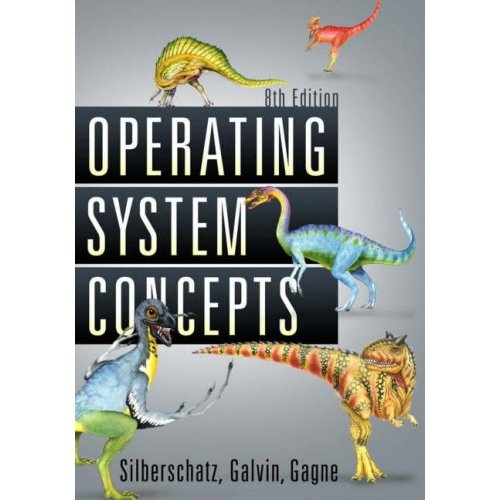 8th Edition
OPERATING
SYSTEM
CONCEPTS
Silberschatz, Galvin, Gagne